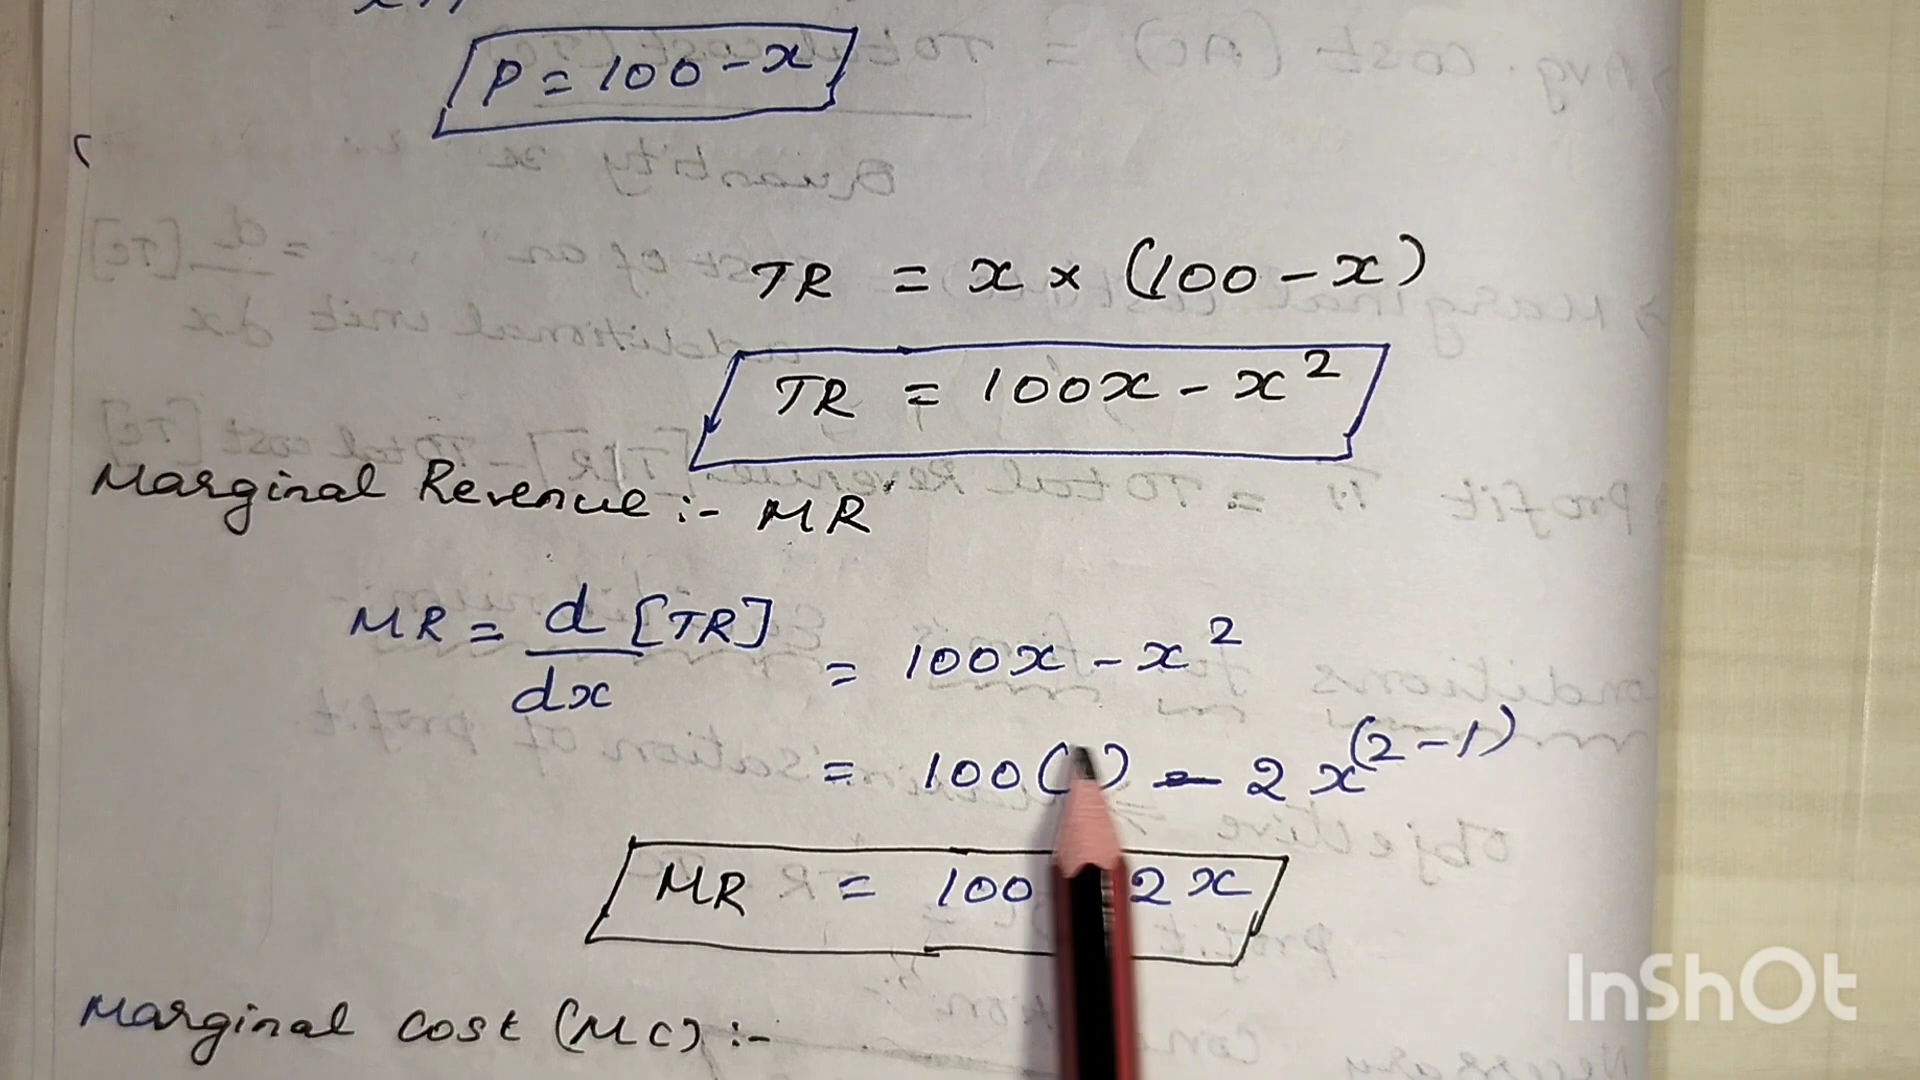 P = 100 - x
TR = x × (100 - x)
TR = 100x - x²
Marginal Revenue :- MR
MR = d/dx [TR] = 100x - x²
= 100( ) - 2x^(2-1)
MR = 100 2x
Marginal cost (MC) :-
InShOt